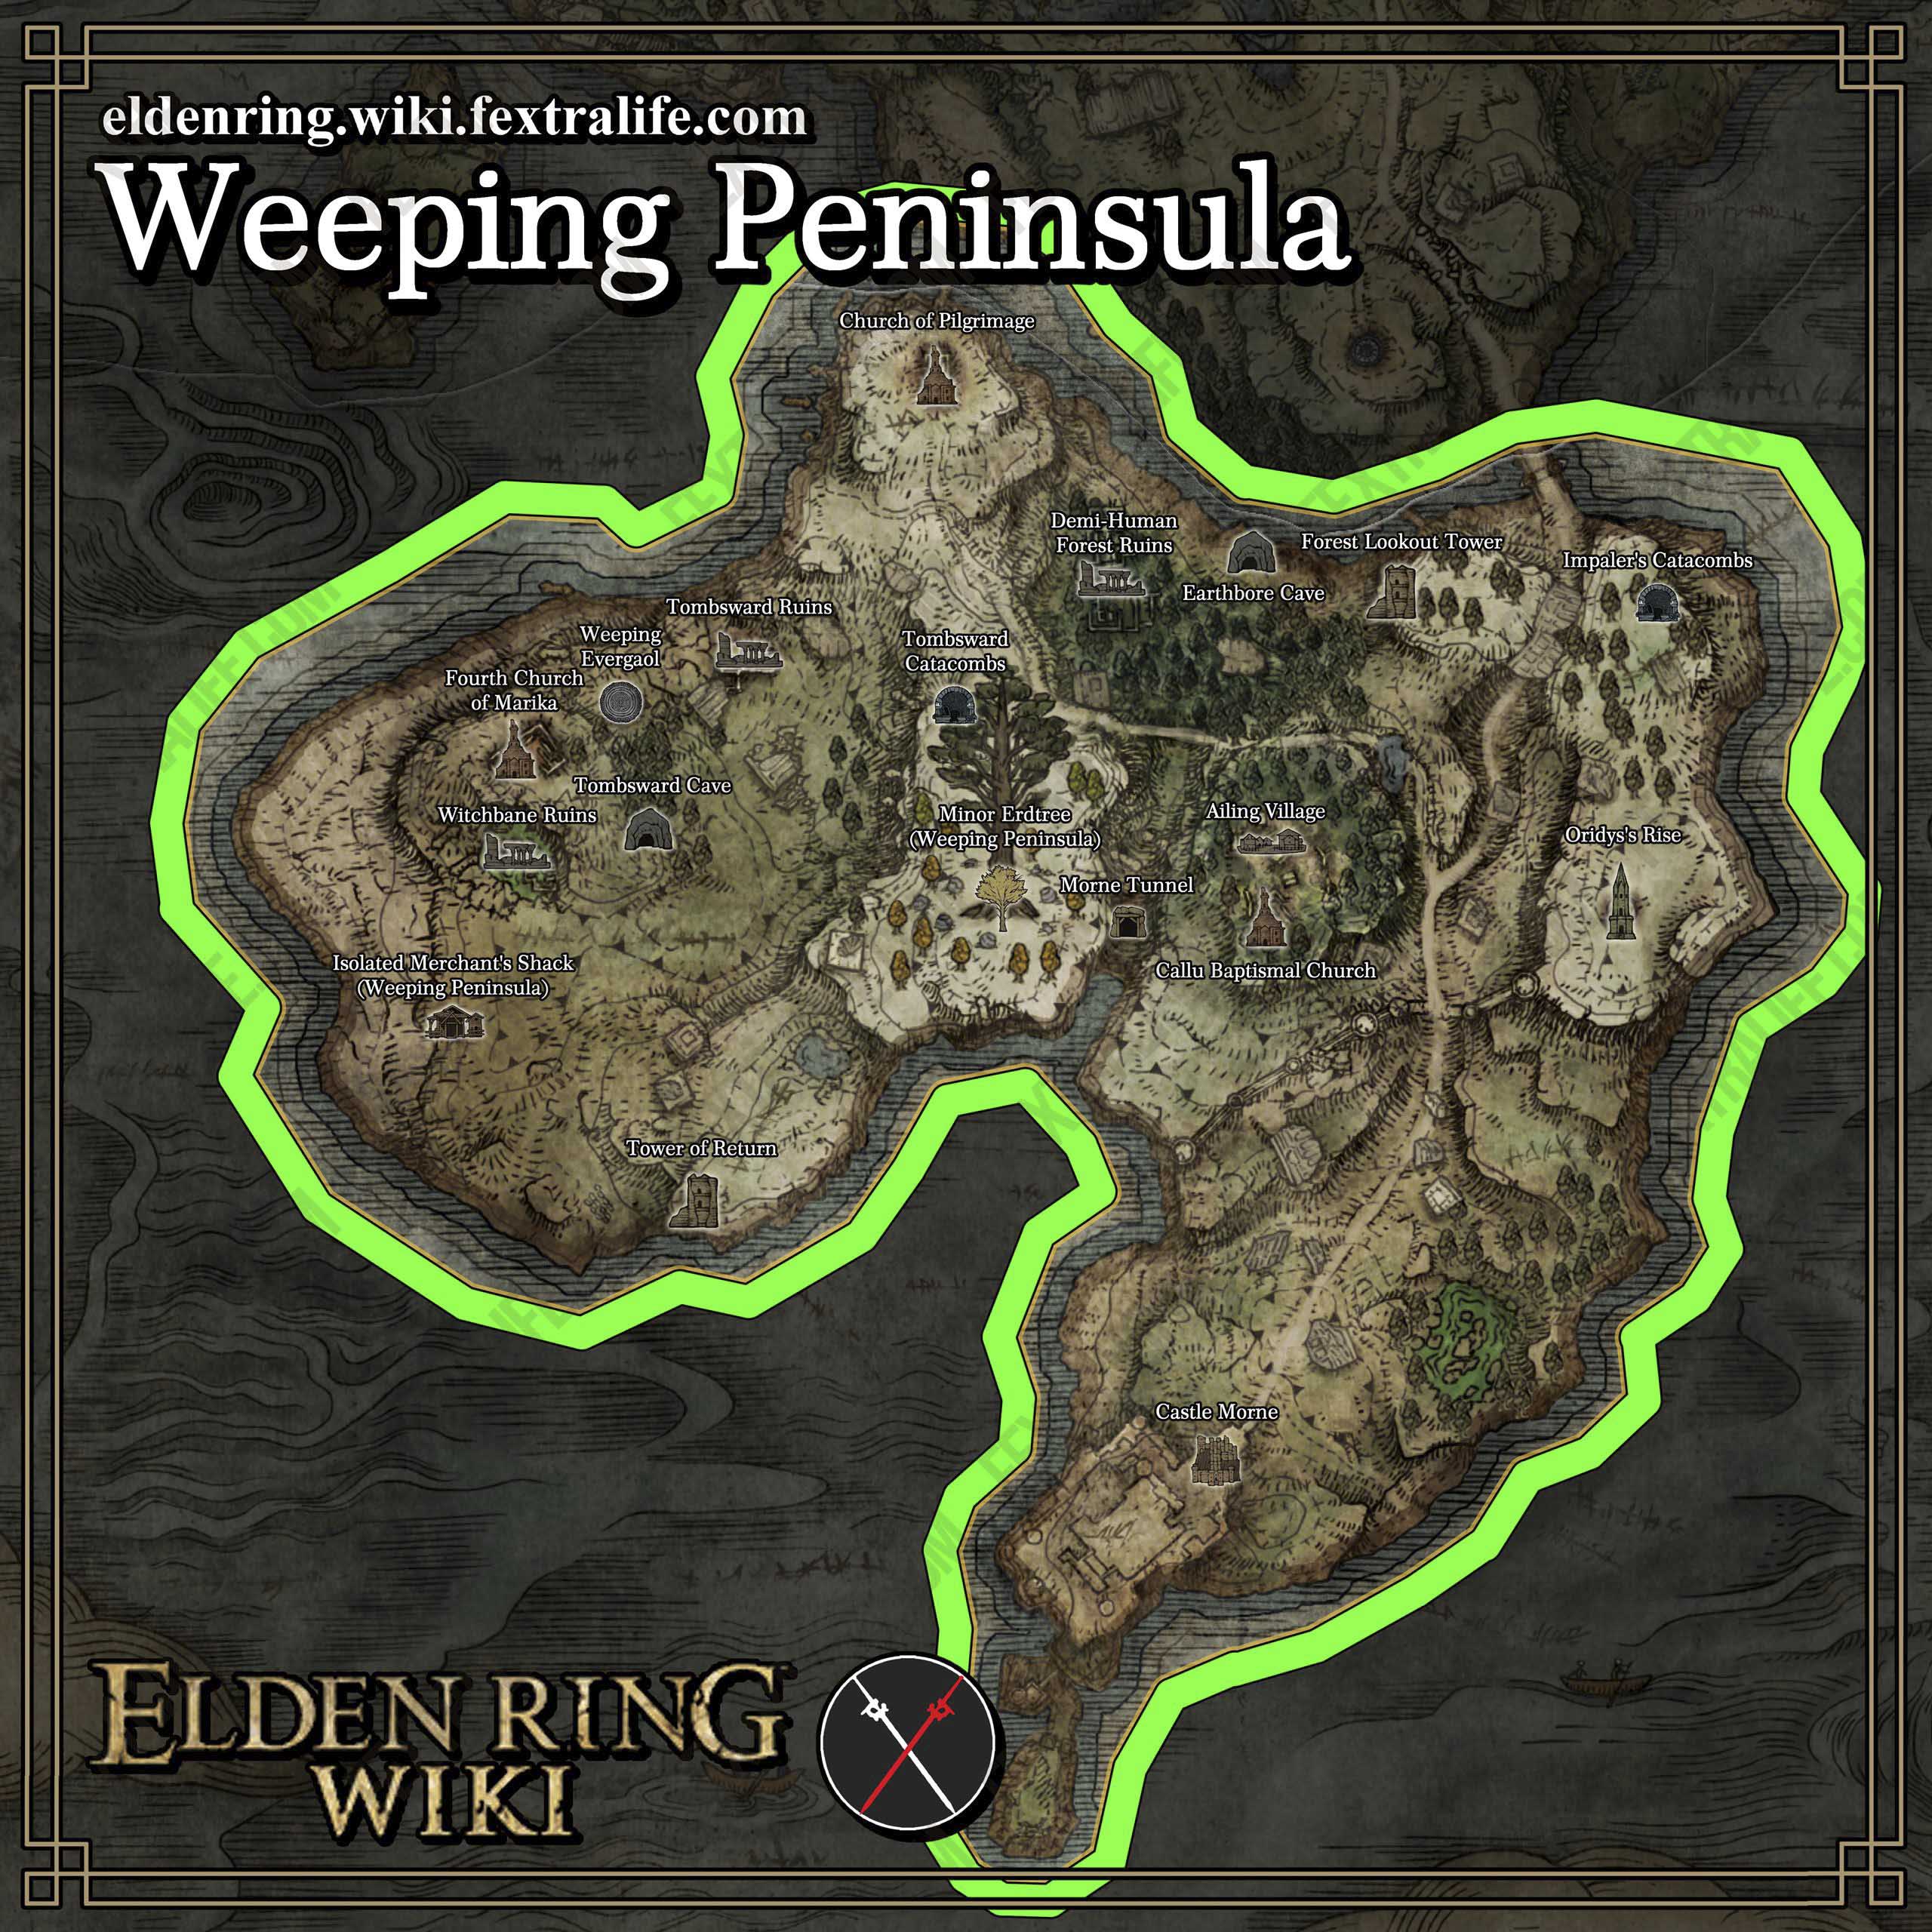 eldenring.wiki.fextralife.com
Weeping Peninsula
Church of Pilgrimage
Demi-Human
Forest Ruins
Earthbore Cave
Forest Lookout Tower
Impaler's Catacombs
Tombsward Ruins
Weeping
Evergaol
Tombsward
Catacombs
Fourth Church
of Marika
Tombsward Cave
Witchbane Ruins
Minor Erdtree
(Weeping Peninsula)
Ailing Village
Oridys's Rise
Morne Tunnel
Callu Baptismal Church
Isolated Merchant's Shack
(Weeping Peninsula)
Tower of Return
Castle Morne
ELDEN RING
WIKI